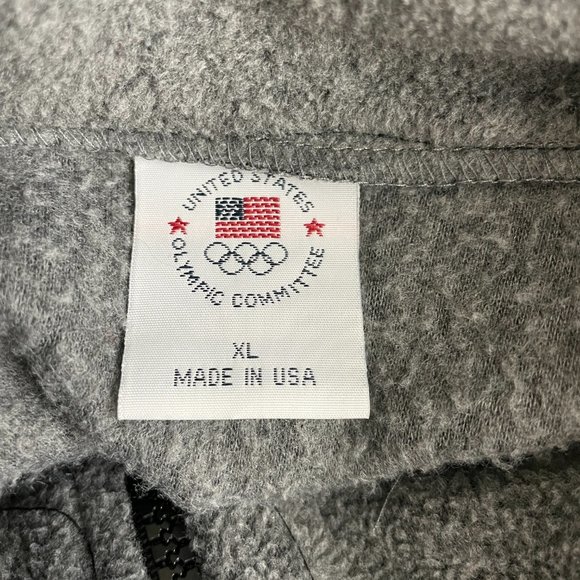 UNITED STATES
OLYMPIC COMMITTEE
XL
MADE IN USA